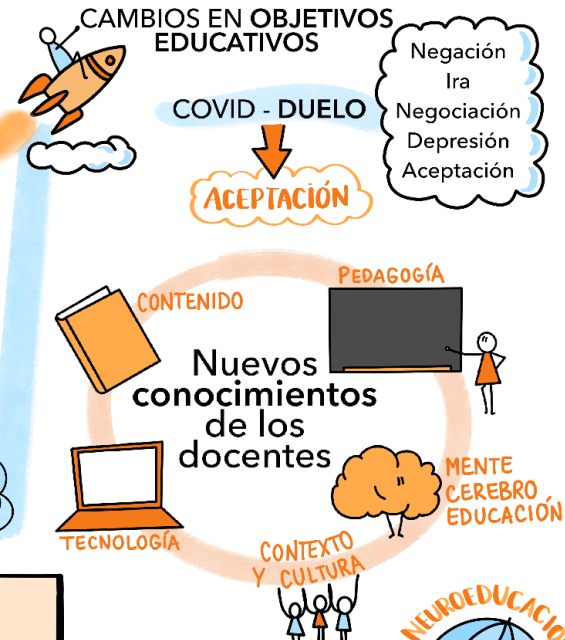 CAMBIOS EN OBJETIVOS
EDUCATIVOS
COVID - DUELO
Negación
Ira
Negociación
Depresión
Aceptación
ACEPTACIÓN
CONTENIDO
PEDAGOGÍA
Nuevos
conocimientos
de los
docentes
MENTE
CEREBRO
EDUCACIÓN
TECNOLOGÍA
CONTEXTO
Y CULTURA